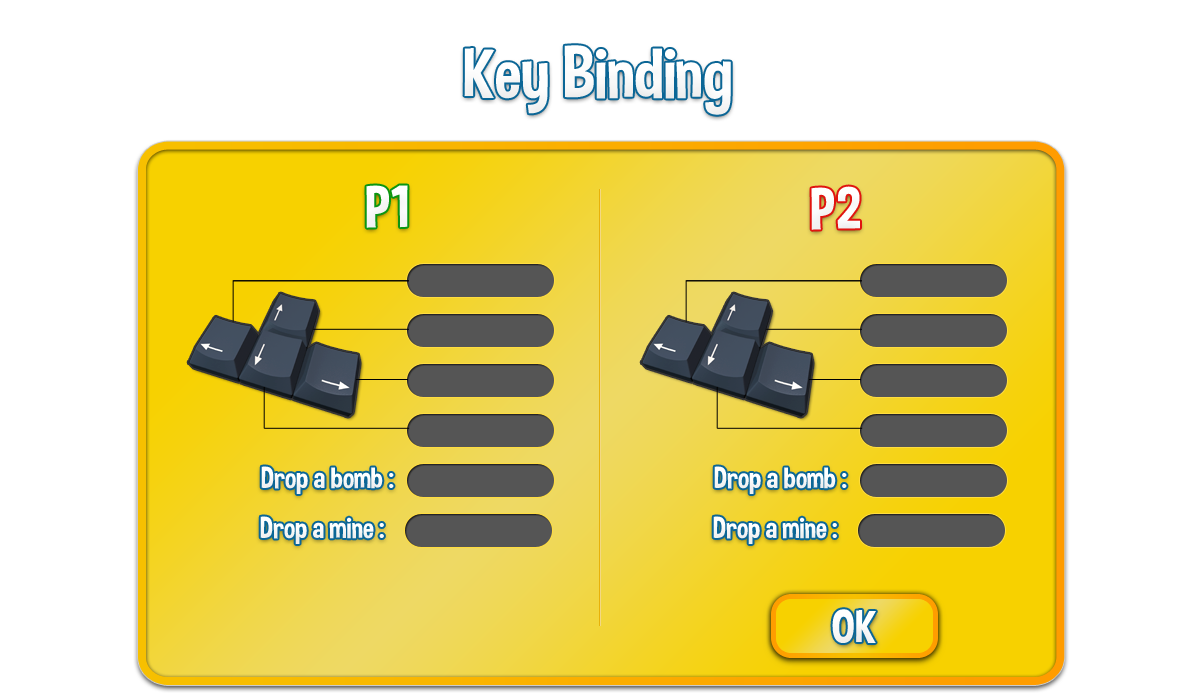 Key Binding
P1
P2
Drop a bomb :
Drop a mine :
Drop a bomb :
Drop a mine :
OK